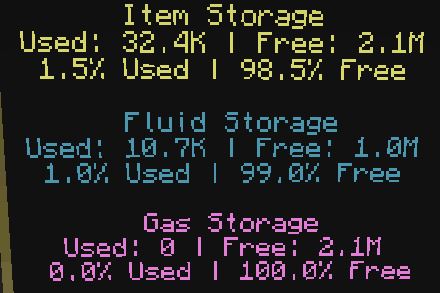 Item Storage
Used: 32.4K | Free: 2.1M
1.5% Used | 98.5% Free
Fluid Storage
Used: 10.7K | Free: 1.0M
1.0% Used | 99.0% Free
Gas Storage
Used: 0 | Free: 2.1M
0.0% Used | 100.0% Free